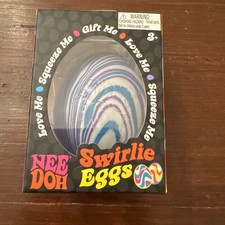 WARNING:
Love Me • Squeeze Me • Gift Me • Love Me • Squeeze Me
3+
NEE
DOH
Swirlie
Eggs